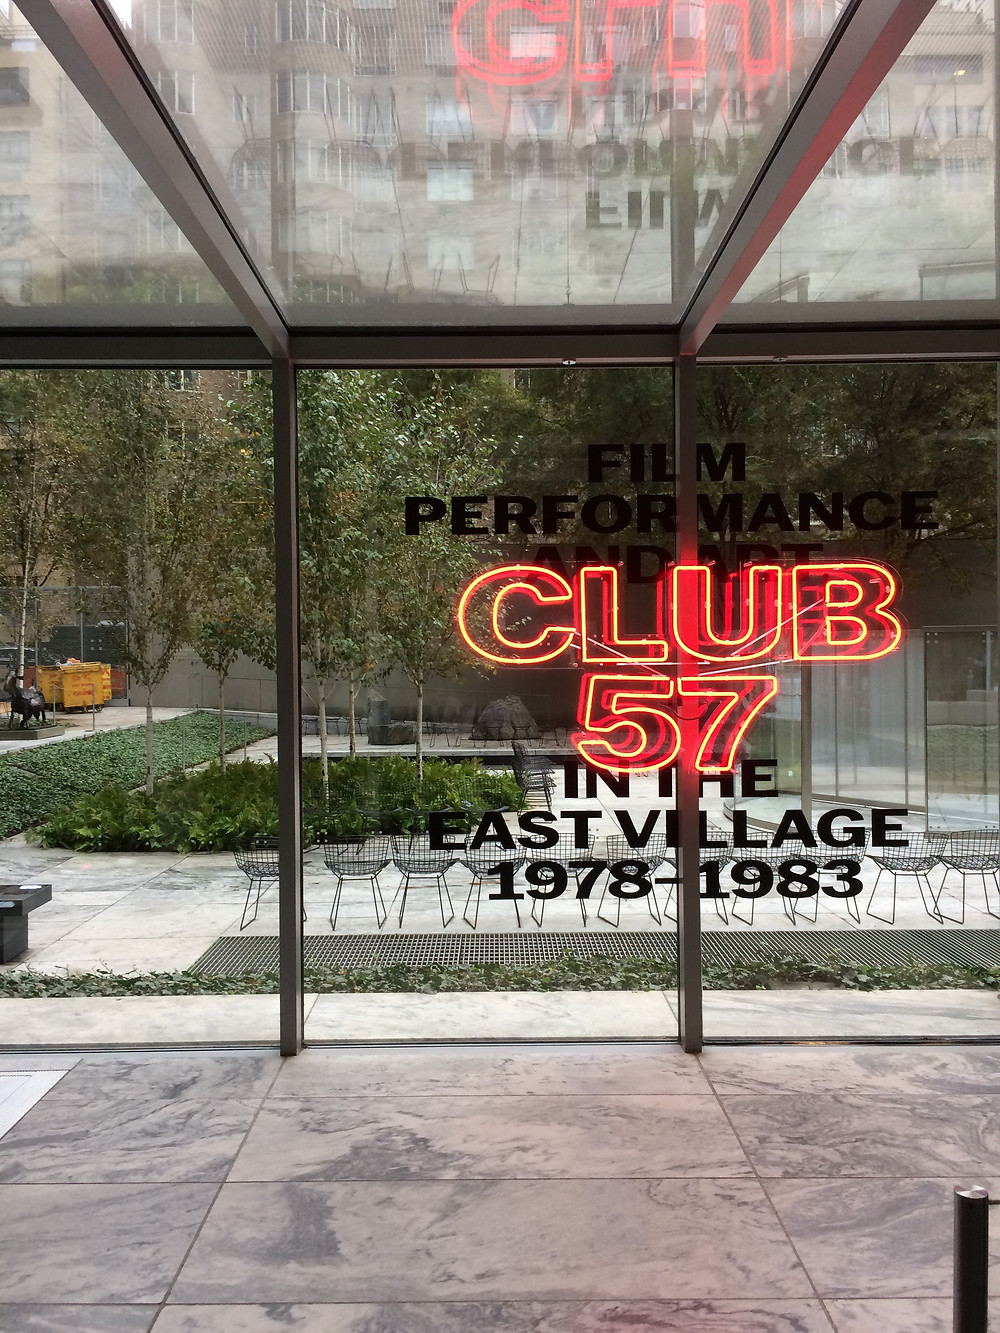 FILM
PERFORMANCE
AND ART
CLUB
57
IN THE
EAST VILLAGE
1978–1983